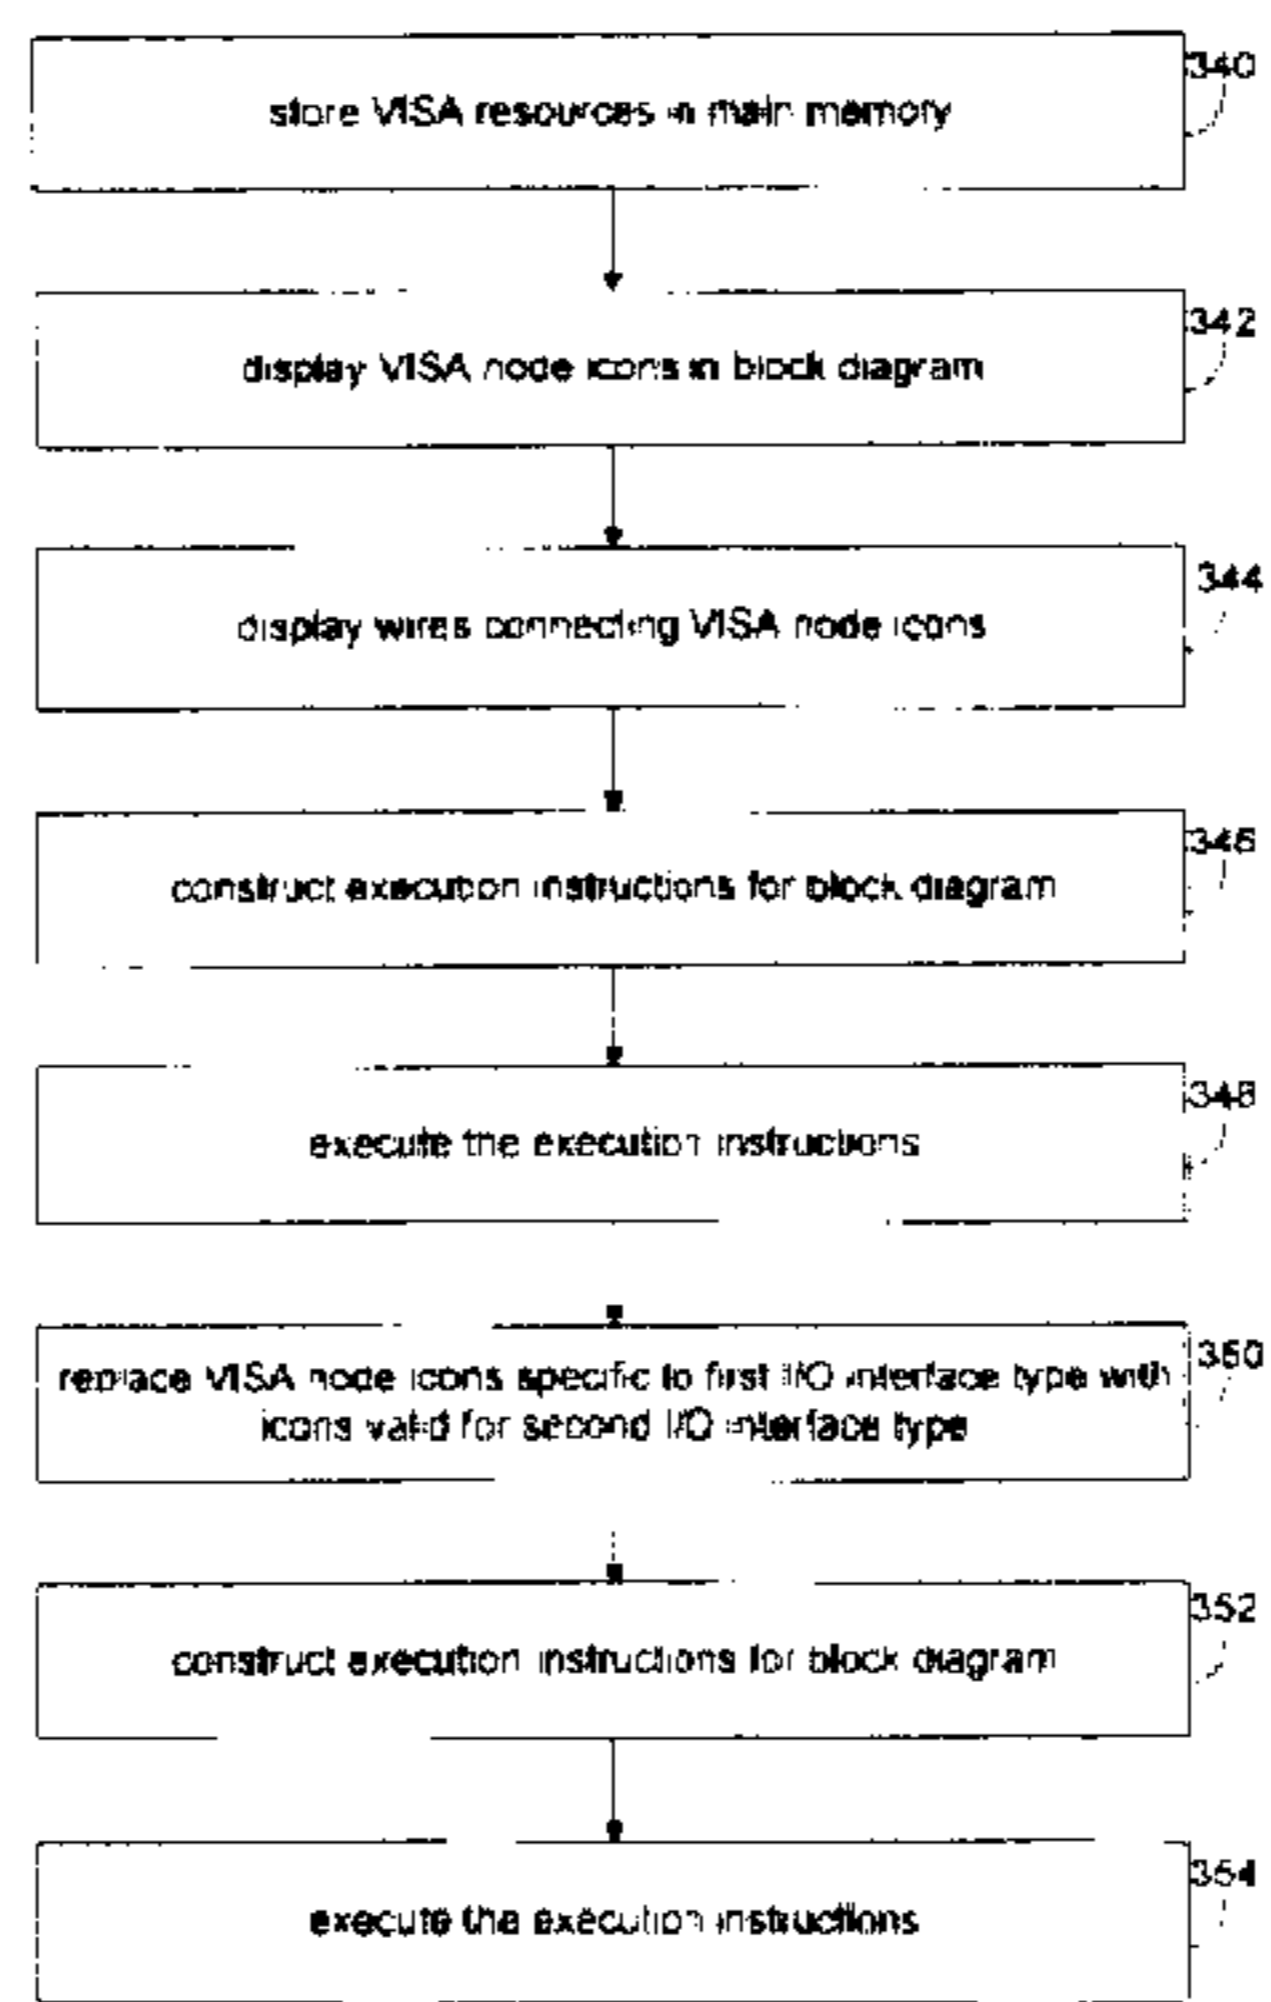 340
store VISA resources in main memory
342
display VISA node icons in block diagram
344
display wires connecting VISA node icons
346
construct execution instructions for block diagram
348
execute the execution instructions
350
replace VISA node icons specific to first I/O interface type with
icons valid for second I/O interface type
352
construct execution instructions for block diagram
354
execute the execution instructions